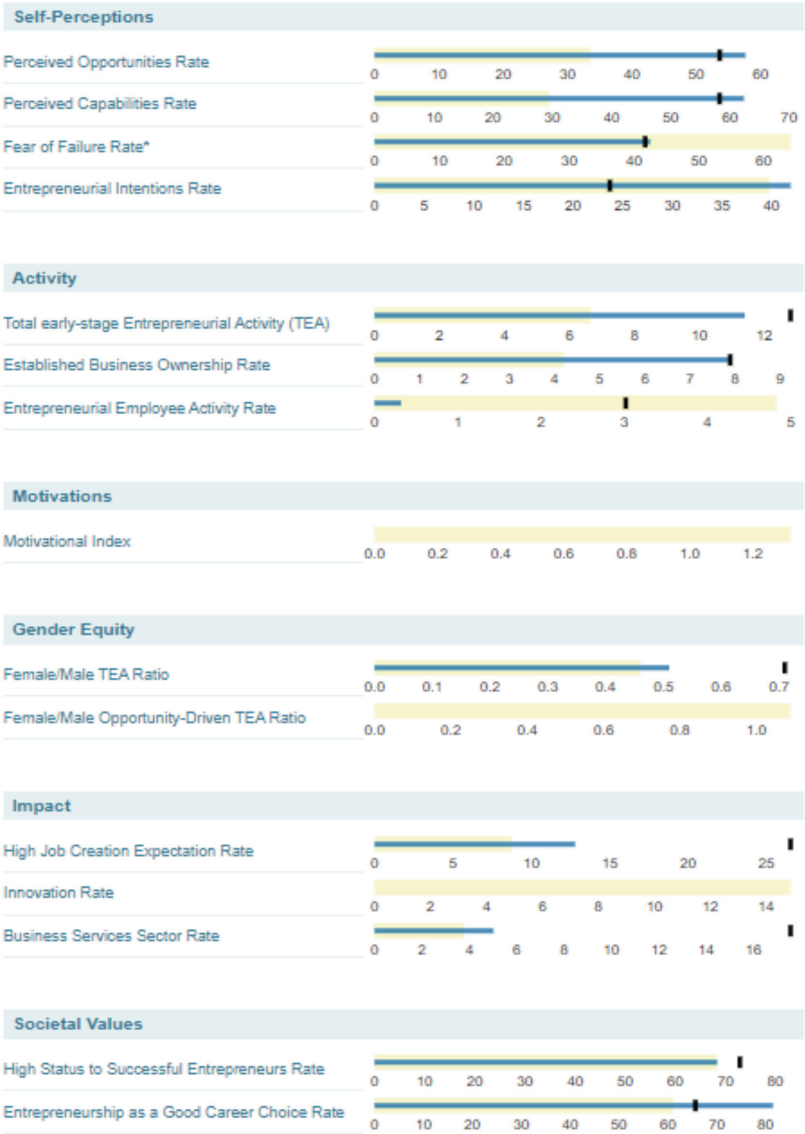 Self-Perceptions
Perceived Opportunities Rate
0 10 20 30 40 50 60
Perceived Capabilities Rate
0 10 20 30 40 50 60 70
Fear of Failure Rate*
0 10 20 30 40 50 60
Entrepreneurial Intentions Rate
0 5 10 15 20 25 30 35 40
Activity
Total early-stage Entrepreneurial Activity (TEA)
0 2 4 6 8 10 12
Established Business Ownership Rate
0 1 2 3 4 5 6 7 8 9
Entrepreneurial Employee Activity Rate
0 1 2 3 4 5
Motivations
Motivational Index
0.0 0.2 0.4 0.6 0.8 1.0 1.2
Gender Equity
Female/Male TEA Ratio
0.0 0.1 0.2 0.3 0.4 0.5 0.6 0.7
Female/Male Opportunity-Driven TEA Ratio
0.0 0.2 0.4 0.6 0.8 1.0
Impact
High Job Creation Expectation Rate
0 5 10 15 20 25
Innovation Rate
0 2 4 6 8 10 12 14
Business Services Sector Rate
0 2 4 6 8 10 12 14 16
Societal Values
High Status to Successful Entrepreneurs Rate
0 10 20 30 40 50 60 70 80
Entrepreneurship as a Good Career Choice Rate
0 10 20 30 40 50 60 70 80